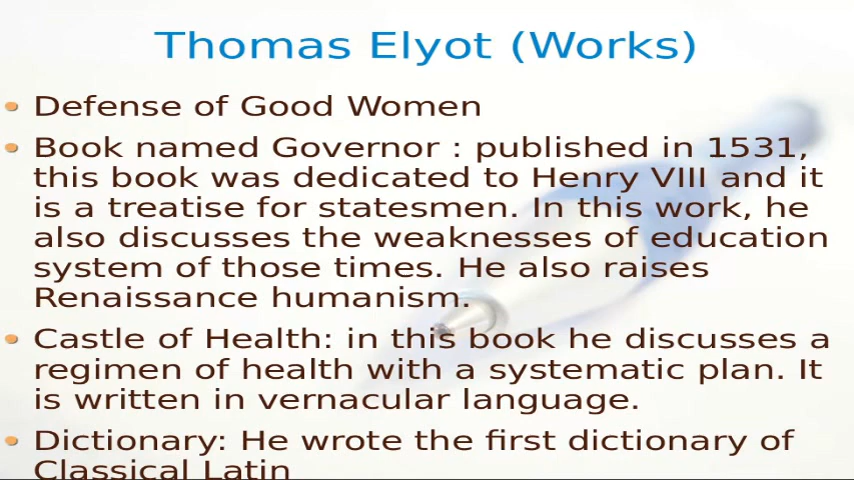 Thomas Elyot (Works)
• Defense of Good Women
• Book named Governor : published in 1531,
this book was dedicated to Henry VIII and it
is a treatise for statesmen. In this work, he
also discusses the weaknesses of education
system of those times. He also raises
Renaissance humanism.
• Castle of Health: in this book he discusses a
regimen of health with a systematic plan. It
is written in vernacular language.
• Dictionary: He wrote the first dictionary of
Classical Latin